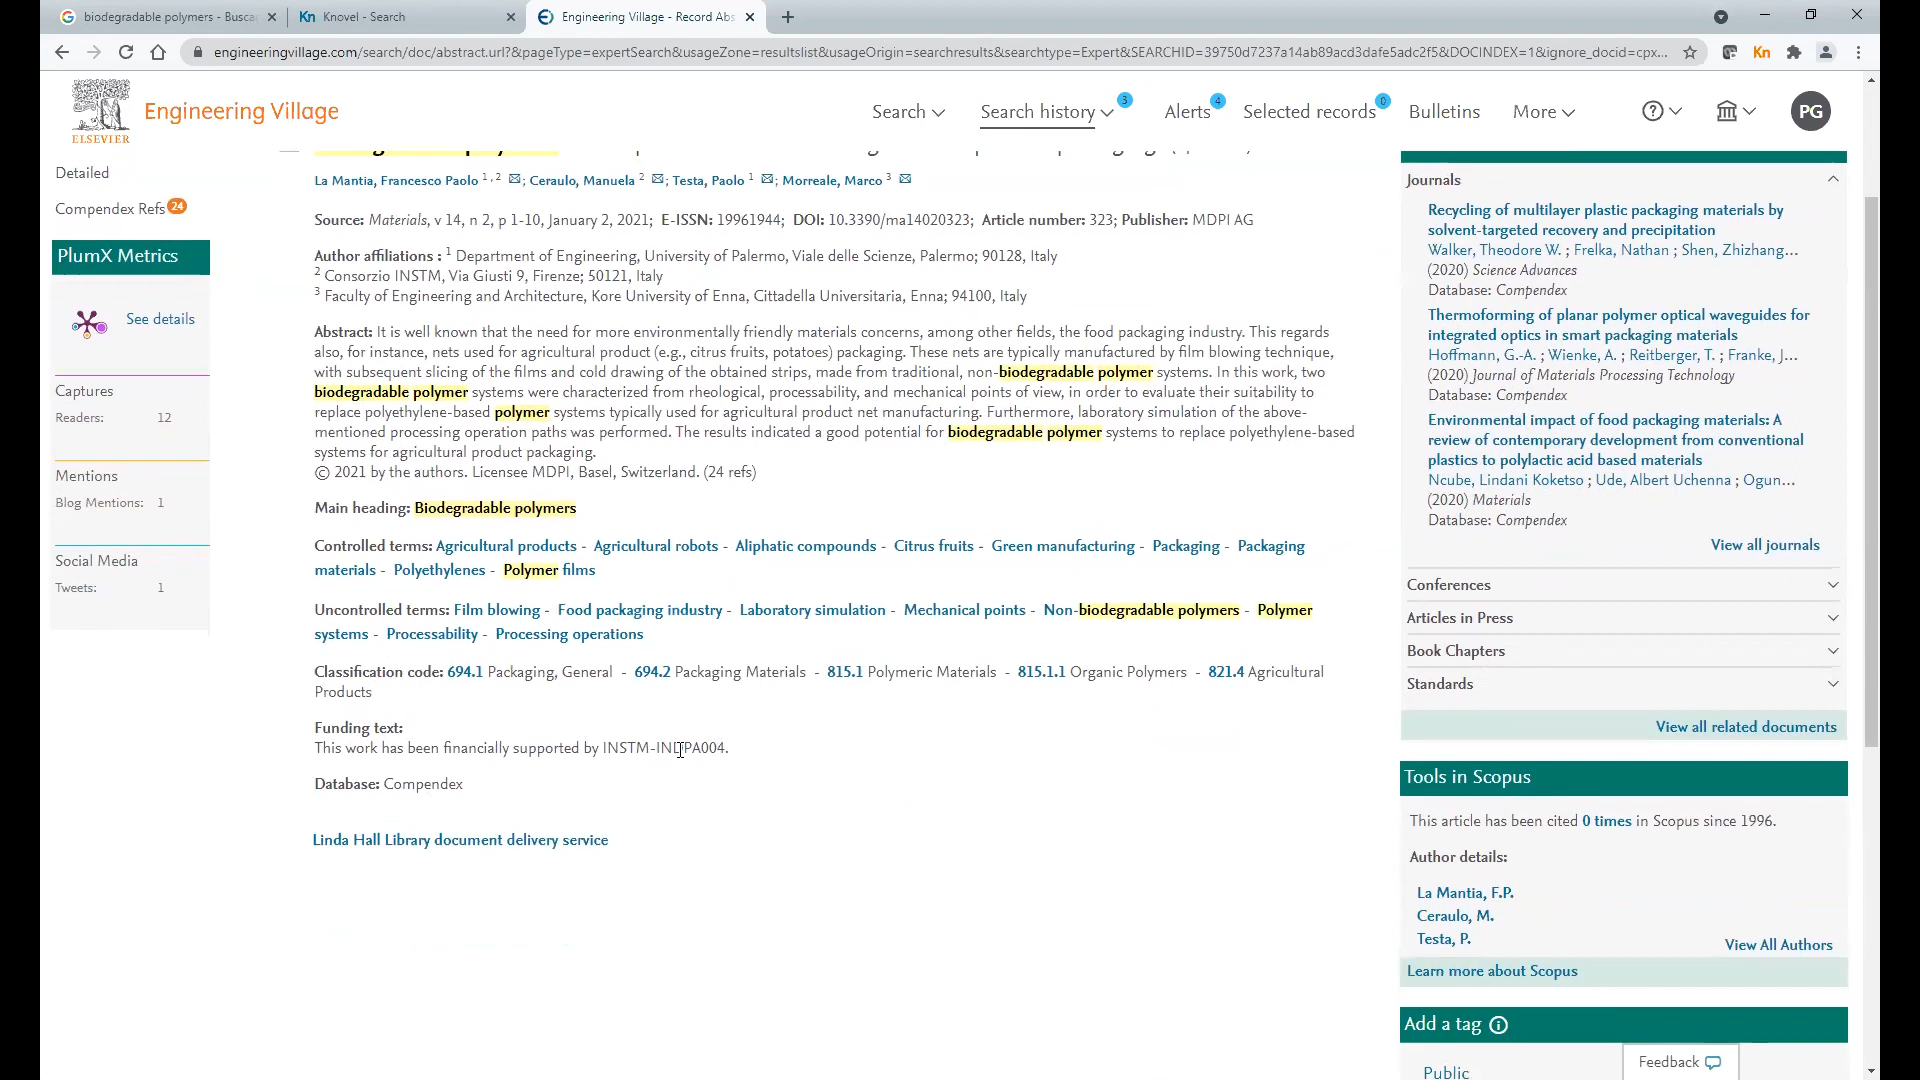 biodegradable polymers - Busca
Knovel - Search
Engineering Village - Record Abs
engineeringvillage.com/search/doc/abstract.url?&pageType=expertSearch&usageZone=resultslist&usageOrigin=searchresults&searchtype=Expert&SEARCHID=39750d7237a14ab89acd3dafe5adc2f5&DOCINDEX=1&ignore_docid=cpx...
Kn
ELSEVIER
Engineering Village
Search
Search history 3
Alerts 4
Selected records 0
Bulletins
More
PG
Detailed
Compendex Refs 24
PlumX Metrics
See details
Captures
Readers: 12
Mentions
Blog Mentions: 1
Social Media
Tweets: 1
La Mantia, Francesco Paolo 1, 2 ; Ceraulo, Manuela 2 ; Testa, Paolo 1 ; Morreale, Marco 3
Source: Materials, v 14, n 2, p 1-10, January 2, 2021; E-ISSN: 19961944; DOI: 10.3390/ma14020323; Article number: 323; Publisher: MDPI AG
Author affiliations : 1 Department of Engineering, University of Palermo, Viale delle Scienze, Palermo; 90128, Italy
2 Consorzio INSTM, Via Giusti 9, Firenze; 50121, Italy
3 Faculty of Engineering and Architecture, Kore University of Enna, Cittadella Universitaria, Enna; 94100, Italy
Abstract: It is well known that the need for more environmentally friendly materials concerns, among other fields, the food packaging industry. This regards
also, for instance, nets used for agricultural product (e.g., citrus fruits, potatoes) packaging. These nets are typically manufactured by film blowing technique,
with subsequent slicing of the films and cold drawing of the obtained strips, made from traditional, non-biodegradable polymer systems. In this work, two
biodegradable polymer systems were characterized from rheological, processability, and mechanical points of view, in order to evaluate their suitability to
replace polyethylene-based polymer systems typically used for agricultural product net manufacturing. Furthermore, laboratory simulation of the above-
mentioned processing operation paths was performed. The results indicated a good potential for biodegradable polymer systems to replace polyethylene-based
systems for agricultural product packaging.
© 2021 by the authors. Licensee MDPI, Basel, Switzerland. (24 refs)
Main heading: Biodegradable polymers
Controlled terms: Agricultural products - Agricultural robots - Aliphatic compounds - Citrus fruits - Green manufacturing - Packaging - Packaging
materials - Polyethylenes - Polymer films
Uncontrolled terms: Film blowing - Food packaging industry - Laboratory simulation - Mechanical points - Non-biodegradable polymers - Polymer
systems - Processability - Processing operations
Classification code: 694.1 Packaging, General - 694.2 Packaging Materials - 815.1 Polymeric Materials - 815.1.1 Organic Polymers - 821.4 Agricultural
Products
Funding text:
This work has been financially supported by
Database: Compendex
Linda Hall Library document delivery service
Journals
Recycling of multilayer plastic packaging materials by
solvent-targeted recovery and precipitation
Walker, Theodore W. ; Frelka, Nathan ; Shen, Zhizhang...
(2020) Science Advances
Database: Compendex
Thermoforming of planar polymer optical waveguides for
integrated optics in smart packaging materials
Hoffmann, G.-A. ; Wienke, A. ; Reitberger, T. ; Franke, J...
(2020) Journal of Materials Processing Technology
Database: Compendex
Environmental impact of food packaging materials: A
review of contemporary development from conventional
plastics to polylactic acid based materials
Ncube, Lindani Koketso ; Ude, Albert Uchenna ; Ogun...
(2020) Materials
Database: Compendex
View all journals
Conferences
Articles in Press
Book Chapters
Standards
View all related documents
Tools in Scopus
This article has been cited 0 times in Scopus since 1996.
Author details:
La Mantia, F.P.
Ceraulo, M.
Testa, P.
View All Authors
Learn more about Scopus
Add a tag
Public
Feedback